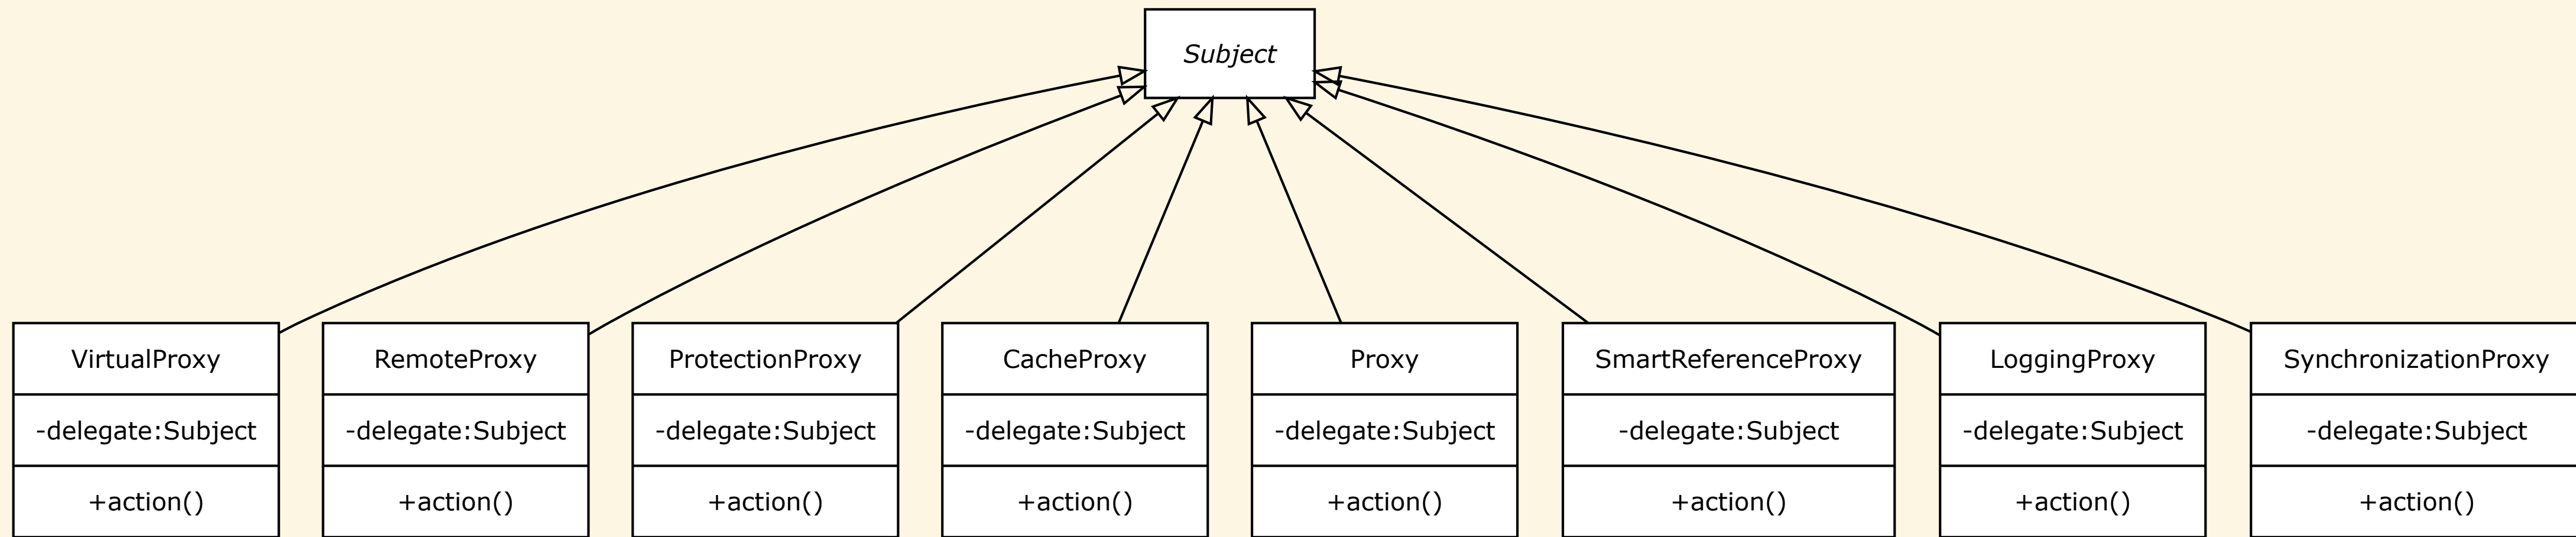 Subject
VirtualProxy
-delegate:Subject
+action()
RemoteProxy
-delegate:Subject
+action()
ProtectionProxy
-delegate:Subject
+action()
CacheProxy
-delegate:Subject
+action()
Proxy
-delegate:Subject
+action()
SmartReferenceProxy
-delegate:Subject
+action()
LoggingProxy
-delegate:Subject
+action()
SynchronizationProxy
-delegate:Subject
+action()